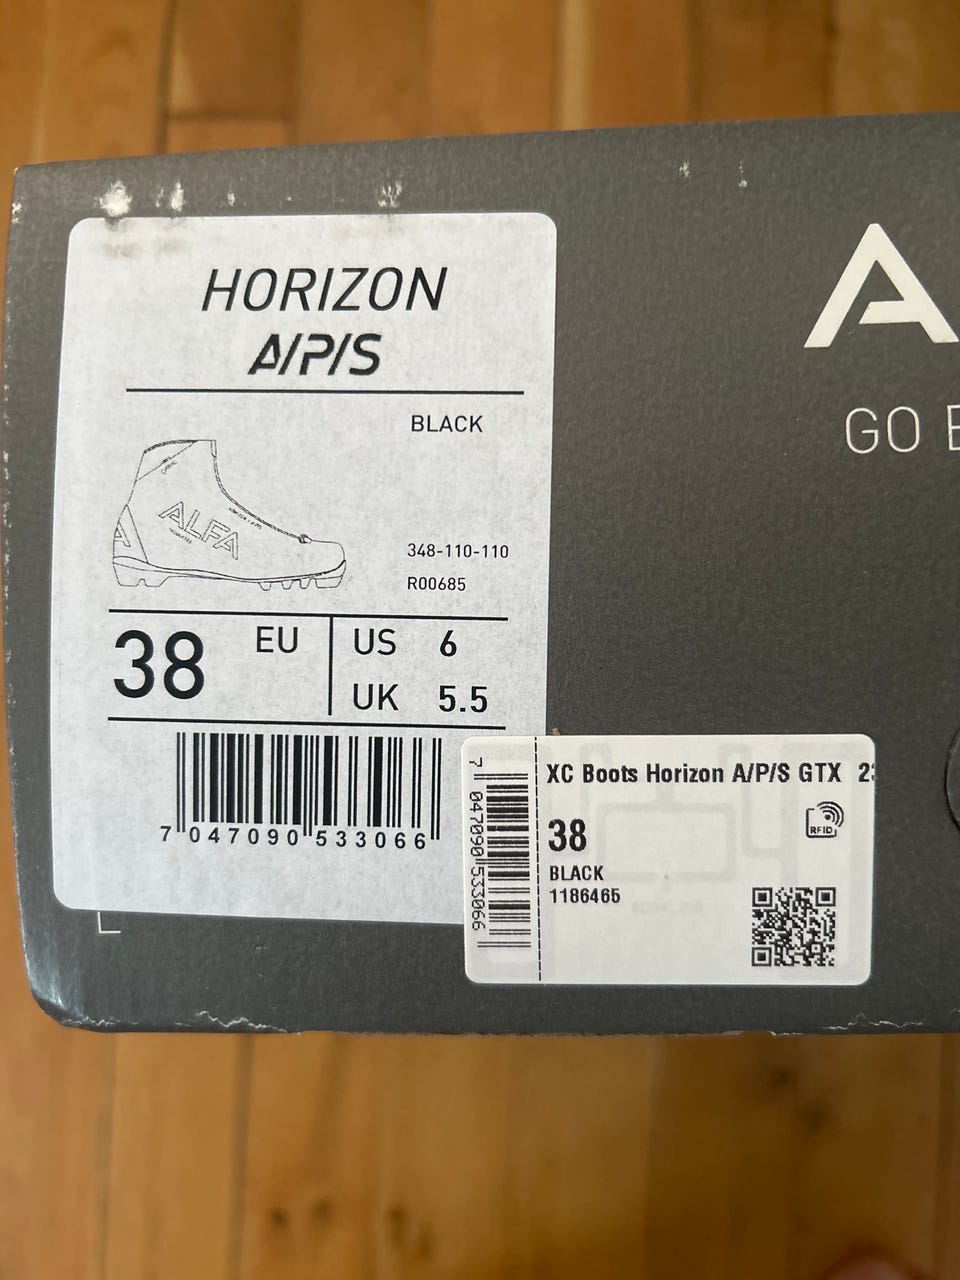 HORIZON
A/P/S
BLACK
ALFA
348-110-110
R00685
38 EU
US 6
UK 5.5
7 047090 533066
A
GO
XC Boots Horizon A/P/S GTX
RFID
38
BLACK
1186465
7 047090 533066